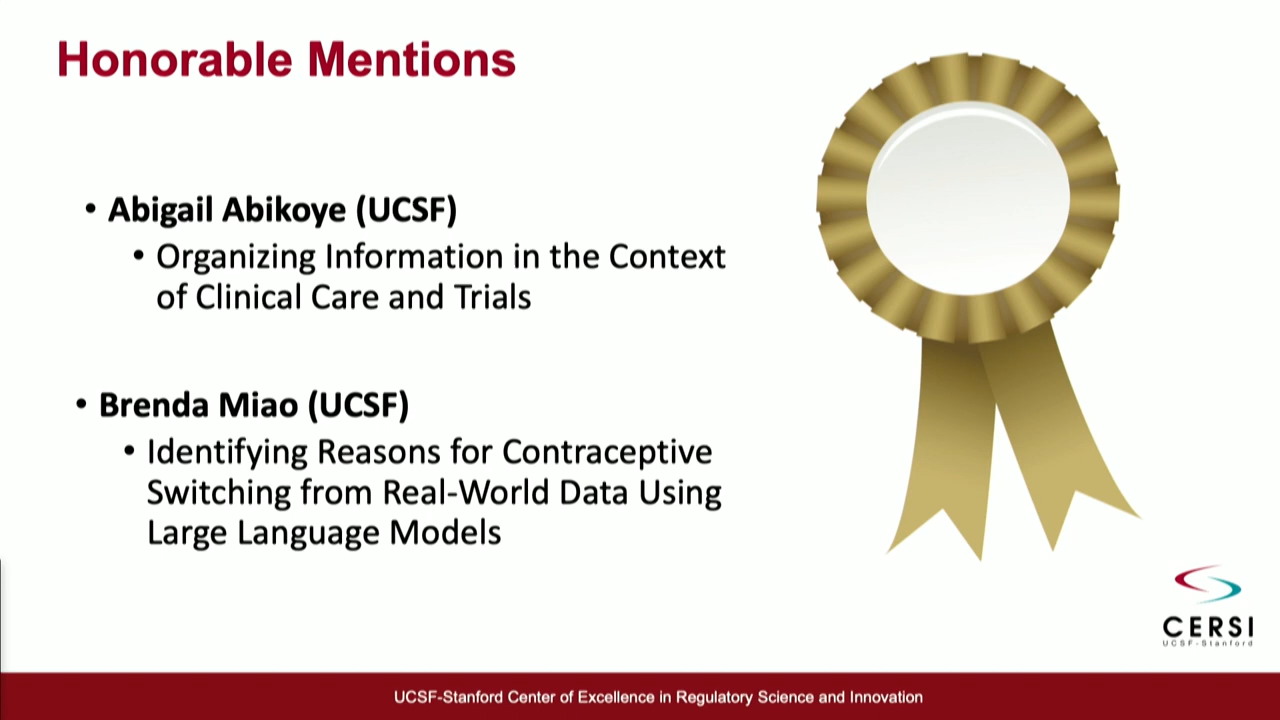 Honorable Mentions
• Abigail Abikoye (UCSF)
• Organizing Information in the Context
of Clinical Care and Trials
• Brenda Miao (UCSF)
• Identifying Reasons for Contraceptive
Switching from Real-World Data Using
Large Language Models
CERSI
UCSF-Stanford
UCSF-Stanford Center of Excellence in Regulatory Science and Innovation